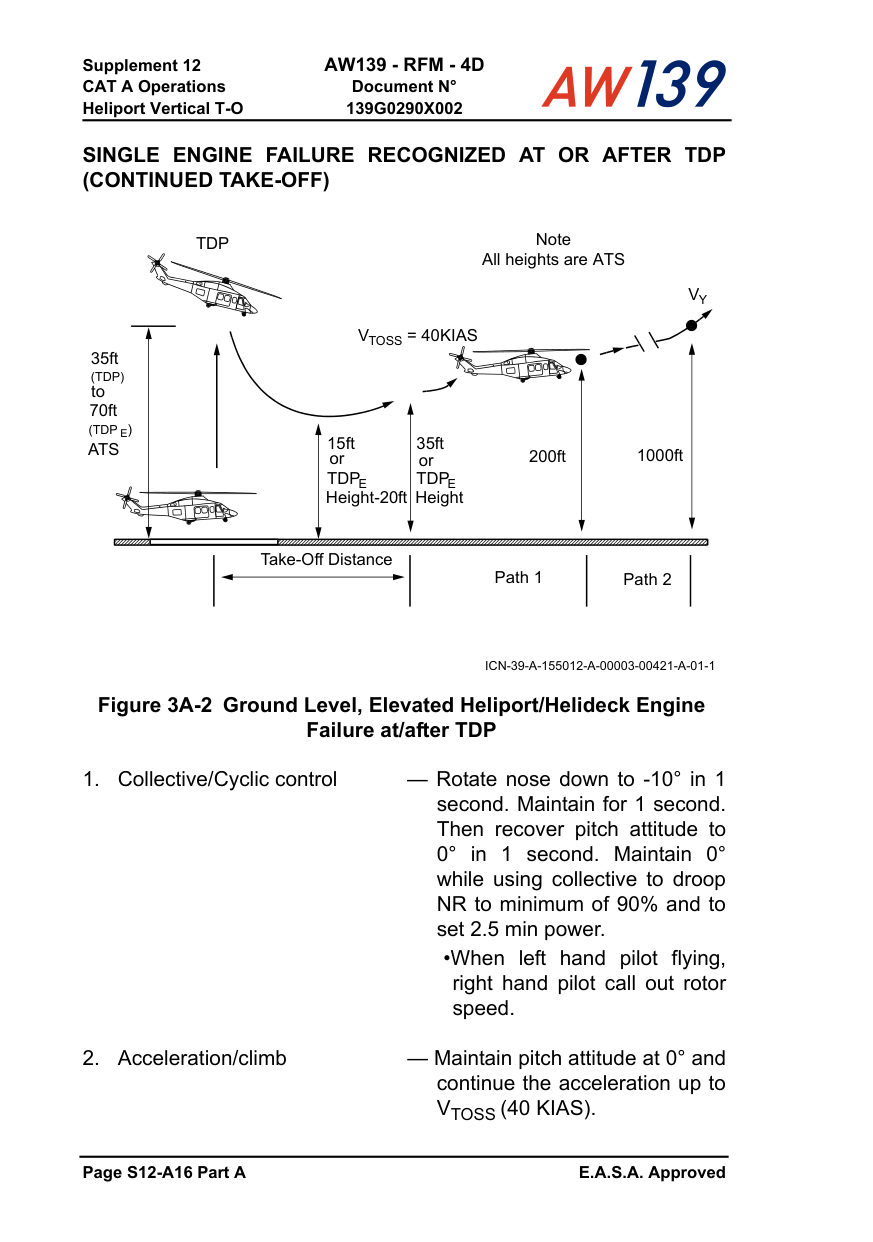 Supplement 12
CAT A Operations
Heliport Vertical T-O
AW139 - RFM - 4D
Document N°
139G0290X002
AW139
SINGLE ENGINE FAILURE RECOGNIZED AT OR AFTER TDP
(CONTINUED TAKE-OFF)
TDP
Note
All heights are ATS
VY
VTOSS = 40KIAS
35ft
(TDP)
to
70ft
(TDP E)
ATS
15ft
or
TDPE
Height-20ft
35ft
or
TDPE
Height
200ft
1000ft
Take-Off Distance
Path 1
Path 2
ICN-39-A-155012-A-00003-00421-A-01-1
Figure 3A-2 Ground Level, Elevated Heliport/Helideck Engine
Failure at/after TDP
1. Collective/Cyclic control — Rotate nose down to -10° in 1
second. Maintain for 1 second.
Then recover pitch attitude to
0° in 1 second. Maintain 0°
while using collective to droop
NR to minimum of 90% and to
set 2.5 min power.
•When left hand pilot flying,
right hand pilot call out rotor
speed.
2. Acceleration/climb — Maintain pitch attitude at 0° and
continue the acceleration up to
VTOSS (40 KIAS).
Page S12-A16 Part A
E.A.S.A. Approved